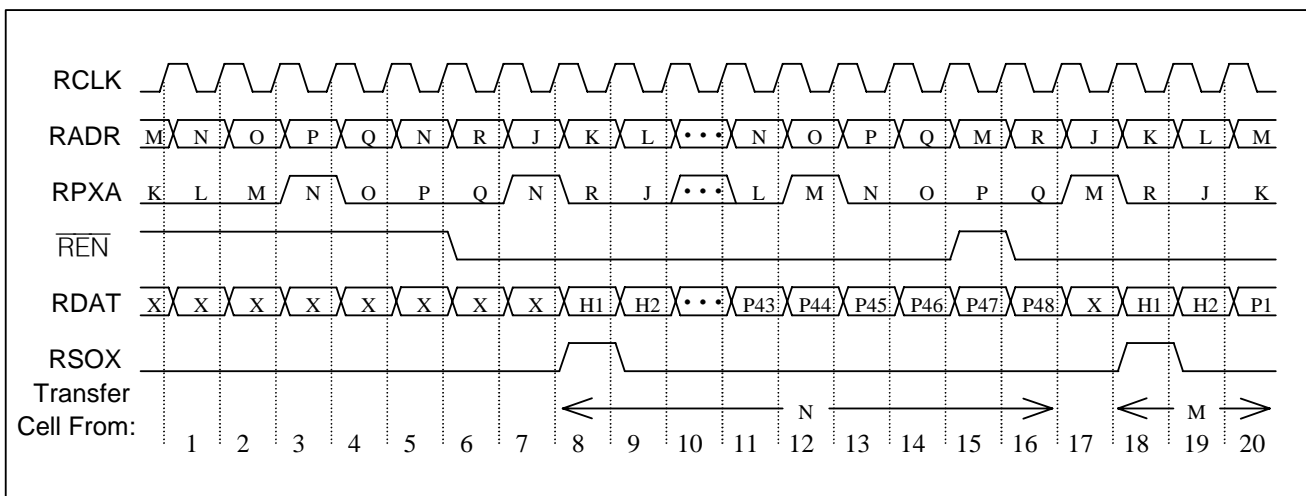 RCLK
RADR M N O P Q N R J K L ••• N O P Q M R J K L M
RPXA K L M N O P Q N R J ••• L M N O P Q M R J K
REN
RDAT X X X X X X X X H1 H2 ••• P43 P44 P45 P46 P47 P48 X H1 H2 P1
RSOX
Transfer
Cell From: N M
1 2 3 4 5 6 7 8 9 10 11 12 13 14 15 16 17 18 19 20